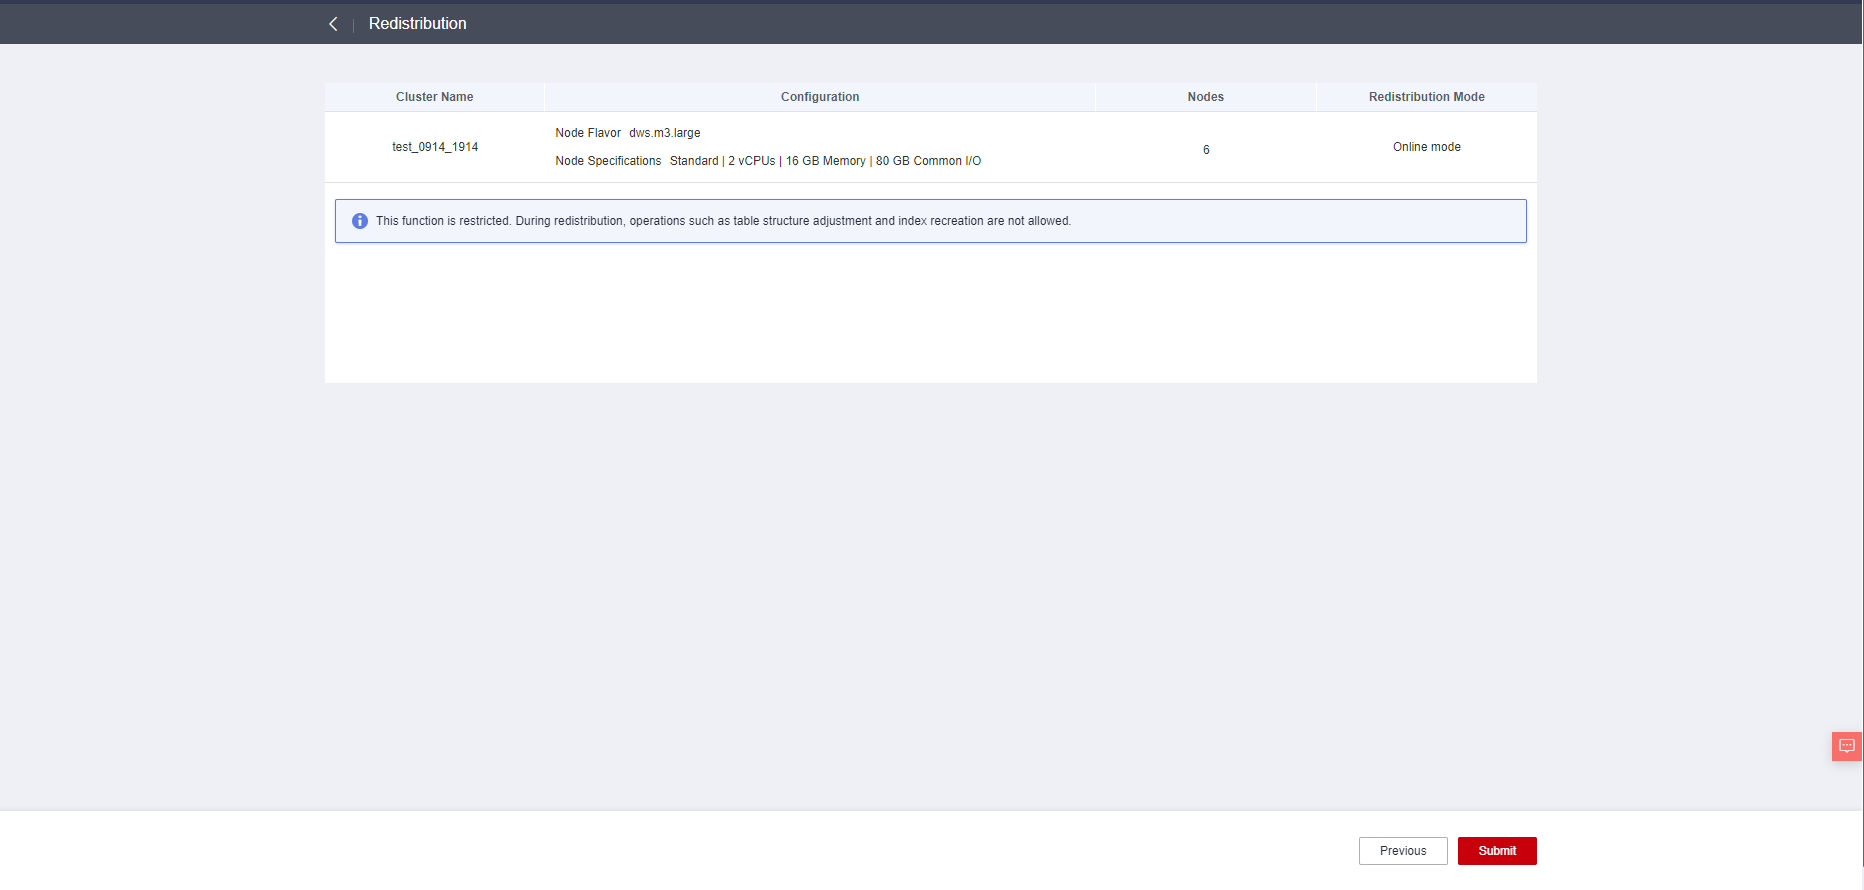 Redistribution
Cluster Name Configuration Nodes Redistribution Mode
test_0914_1914
Node Flavor dws.m3.large
Node Specifications Standard | 2 vCPUs | 16 GB Memory | 80 GB Common I/O
6
Online mode
This function is restricted. During redistribution, operations such as table structure adjustment and index recreation are not allowed.
Previous Submit